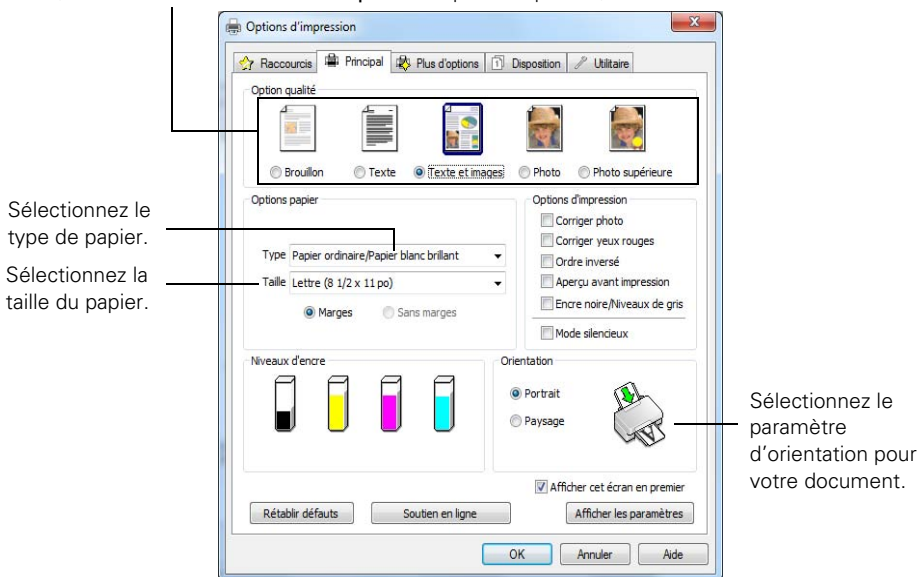 Options d'impression
X
Raccourcis Principal Plus d'options Disposition Utilitaire
Option qualité
Brouillon Texte Texte et images Photo Photo supérieure
Sélectionnez le
type de papier.
Sélectionnez la
taille du papier.
Options papier
Type Papier ordinaire/Papier blanc brillant
Taille Lettre (8 1/2 x 11 po)
Marges Sans marges
Options d'impression
Corriger photo
Corriger yeux rouges
Ordre inversé
Aperçu avant impression
Encre noire/Niveaux de gris
Mode silencieux
Niveaux d'encre
Orientation
Portrait
Paysage
Sélectionnez le
paramètre
d'orientation pour
votre document.
Afficher cet écran en premier
Rétablir défauts Soutien en ligne Afficher les paramètres
OK Annuler Aide